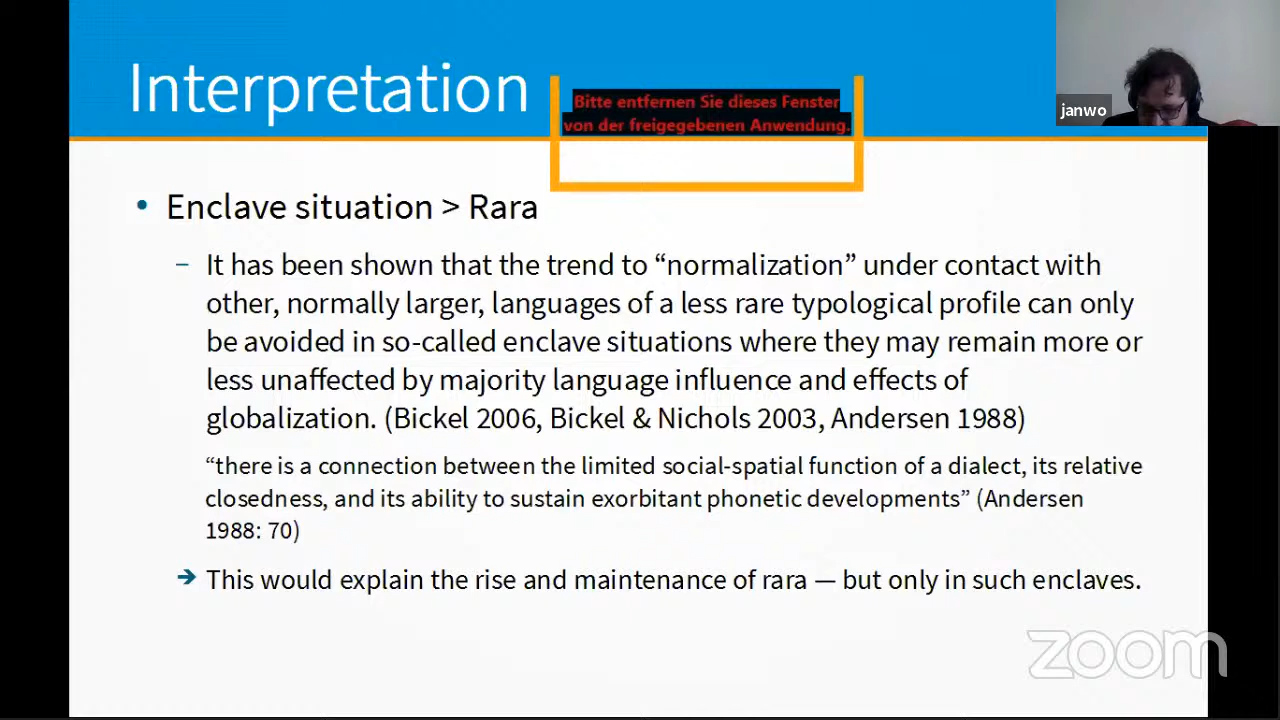 Interpretation
Bitte entfernen Sie dieses Fenster
von der freigegebenen Anwendung.
janwo
• Enclave situation > Rara
– It has been shown that the trend to “normalization” under contact with
other, normally larger, languages of a less rare typological profile can only
be avoided in so-called enclave situations where they may remain more or
less unaffected by majority language influence and effects of
globalization. (Bickel 2006, Bickel & Nichols 2003, Andersen 1988)
“there is a connection between the limited social-spatial function of a dialect, its relative
closedness, and its ability to sustain exorbitant phonetic developments” (Andersen
1988: 70)
➔ This would explain the rise and maintenance of rara — but only in such enclaves.
zoom